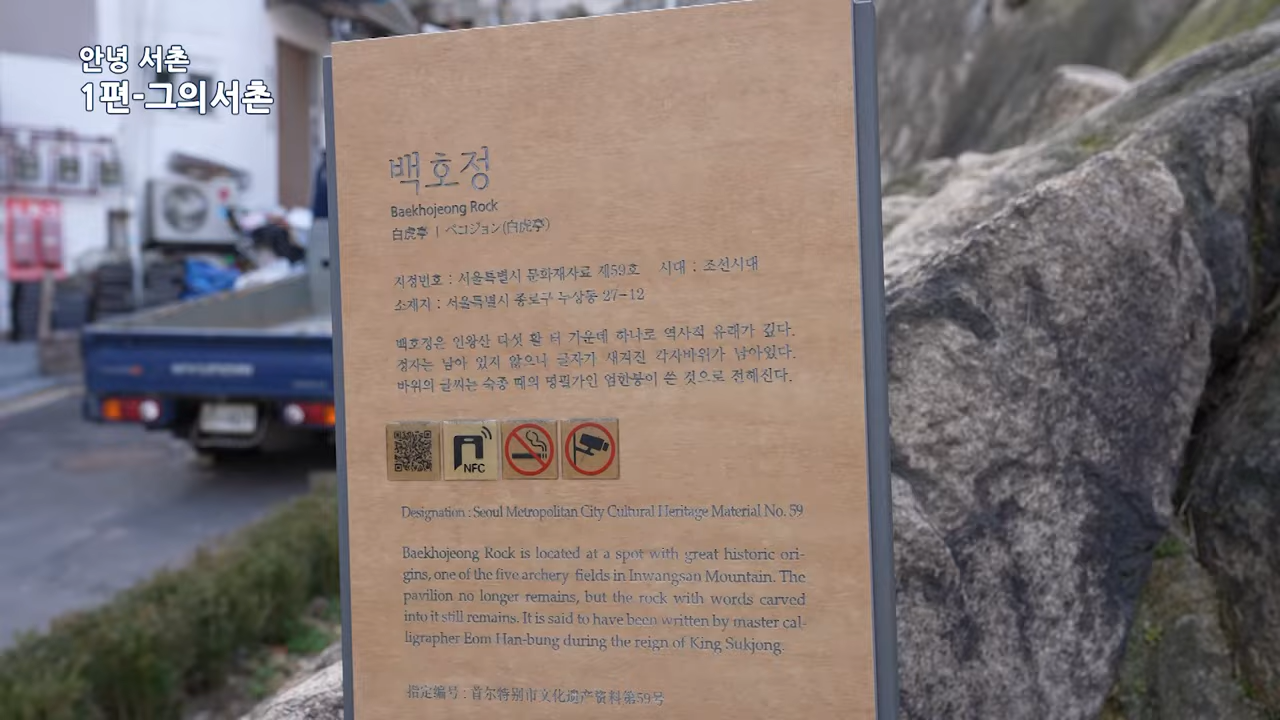 안녕 서촌
1편-그의서촌
백호정
Baekhojeong Rock
白虎亭 | ペコジョン(白虎亭)
지정번호 : 서울특별시 문화재자료 제59호 시대 : 조선시대
소재지 : 서울특별시 종로구 누상동 27-12
백호정은 인왕산 다섯 활 터 가운데 하나로 역사적 유래가 깊다.
정자는 남아 있지 않으나 글자가 새겨진 각자바위가 남아있다.
바위의 글씨는 숙종 때의 명필가인 엄한붕이 쓴 것으로 전해진다.
NFC
Designation : Seoul Metropolitan City Cultural Heritage Material No. 59
Baekhojeong Rock is located at a spot with great historic ori-
gins, one of the five archery fields in Inwangsan Mountain. The
pavilion no longer remains, but the rock with words carved
into it still remains. It is said to have been written by master cal-
ligrapher Eom Han-bung during the reign of King Sukjong.
指定编号 : 首尔特别市文化遗产资料第59号